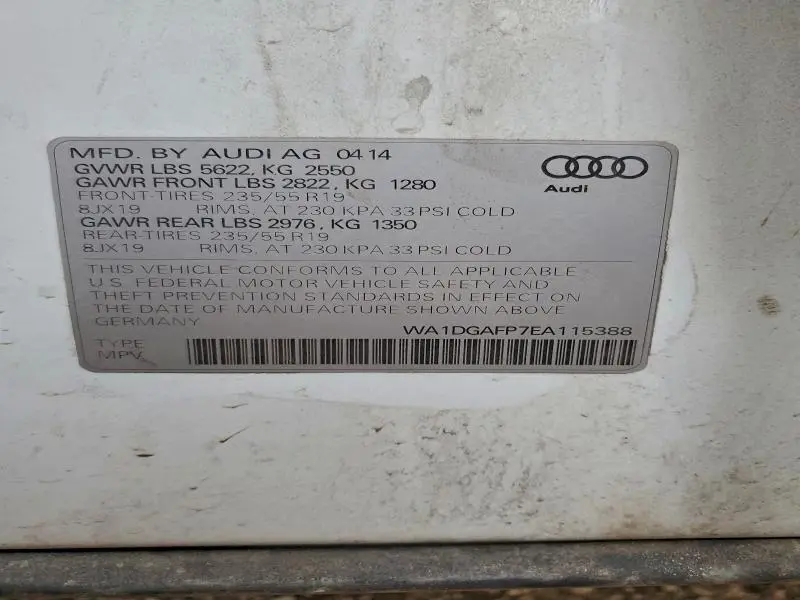 MFD. BY AUDI AG 04 14
GVWR LBS 5622, KG 2550
GAWR FRONT LBS 2822, KG 1280
FRONT-TIRES 235/55 R19
8JX19 RIMS, AT 230 KPA 33 PSI COLD
GAWR REAR LBS 2976, KG 1350
REAR-TIRES 235/55 R19
8JX19 RIMS, AT 230 KPA 33 PSI COLD
Audi
THIS VEHICLE CONFORMS TO ALL APPLICABLE
U.S. FEDERAL MOTOR VEHICLE SAFETY AND
THEFT PREVENTION STANDARDS IN EFFECT ON
THE DATE OF MANUFACTURE SHOWN ABOVE
GERMANY
WA1DGAFP7EA115388
TYPE
MPV